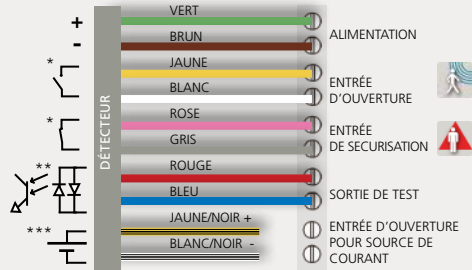 +
-
*
*
**
***
DÉTECTEUR
VERT
BRUN
JAUNE
BLANC
ROSE
GRIS
ROUGE
BLEU
JAUNE/NOIR +
BLANC/NOIR -
ALIMENTATION
ENTRÉE
D'OUVERTURE
ENTRÉE
DE SECURISATION
SORTIE DE TEST
ENTRÉE D'OUVERTURE
POUR SOURCE DE
COURANT